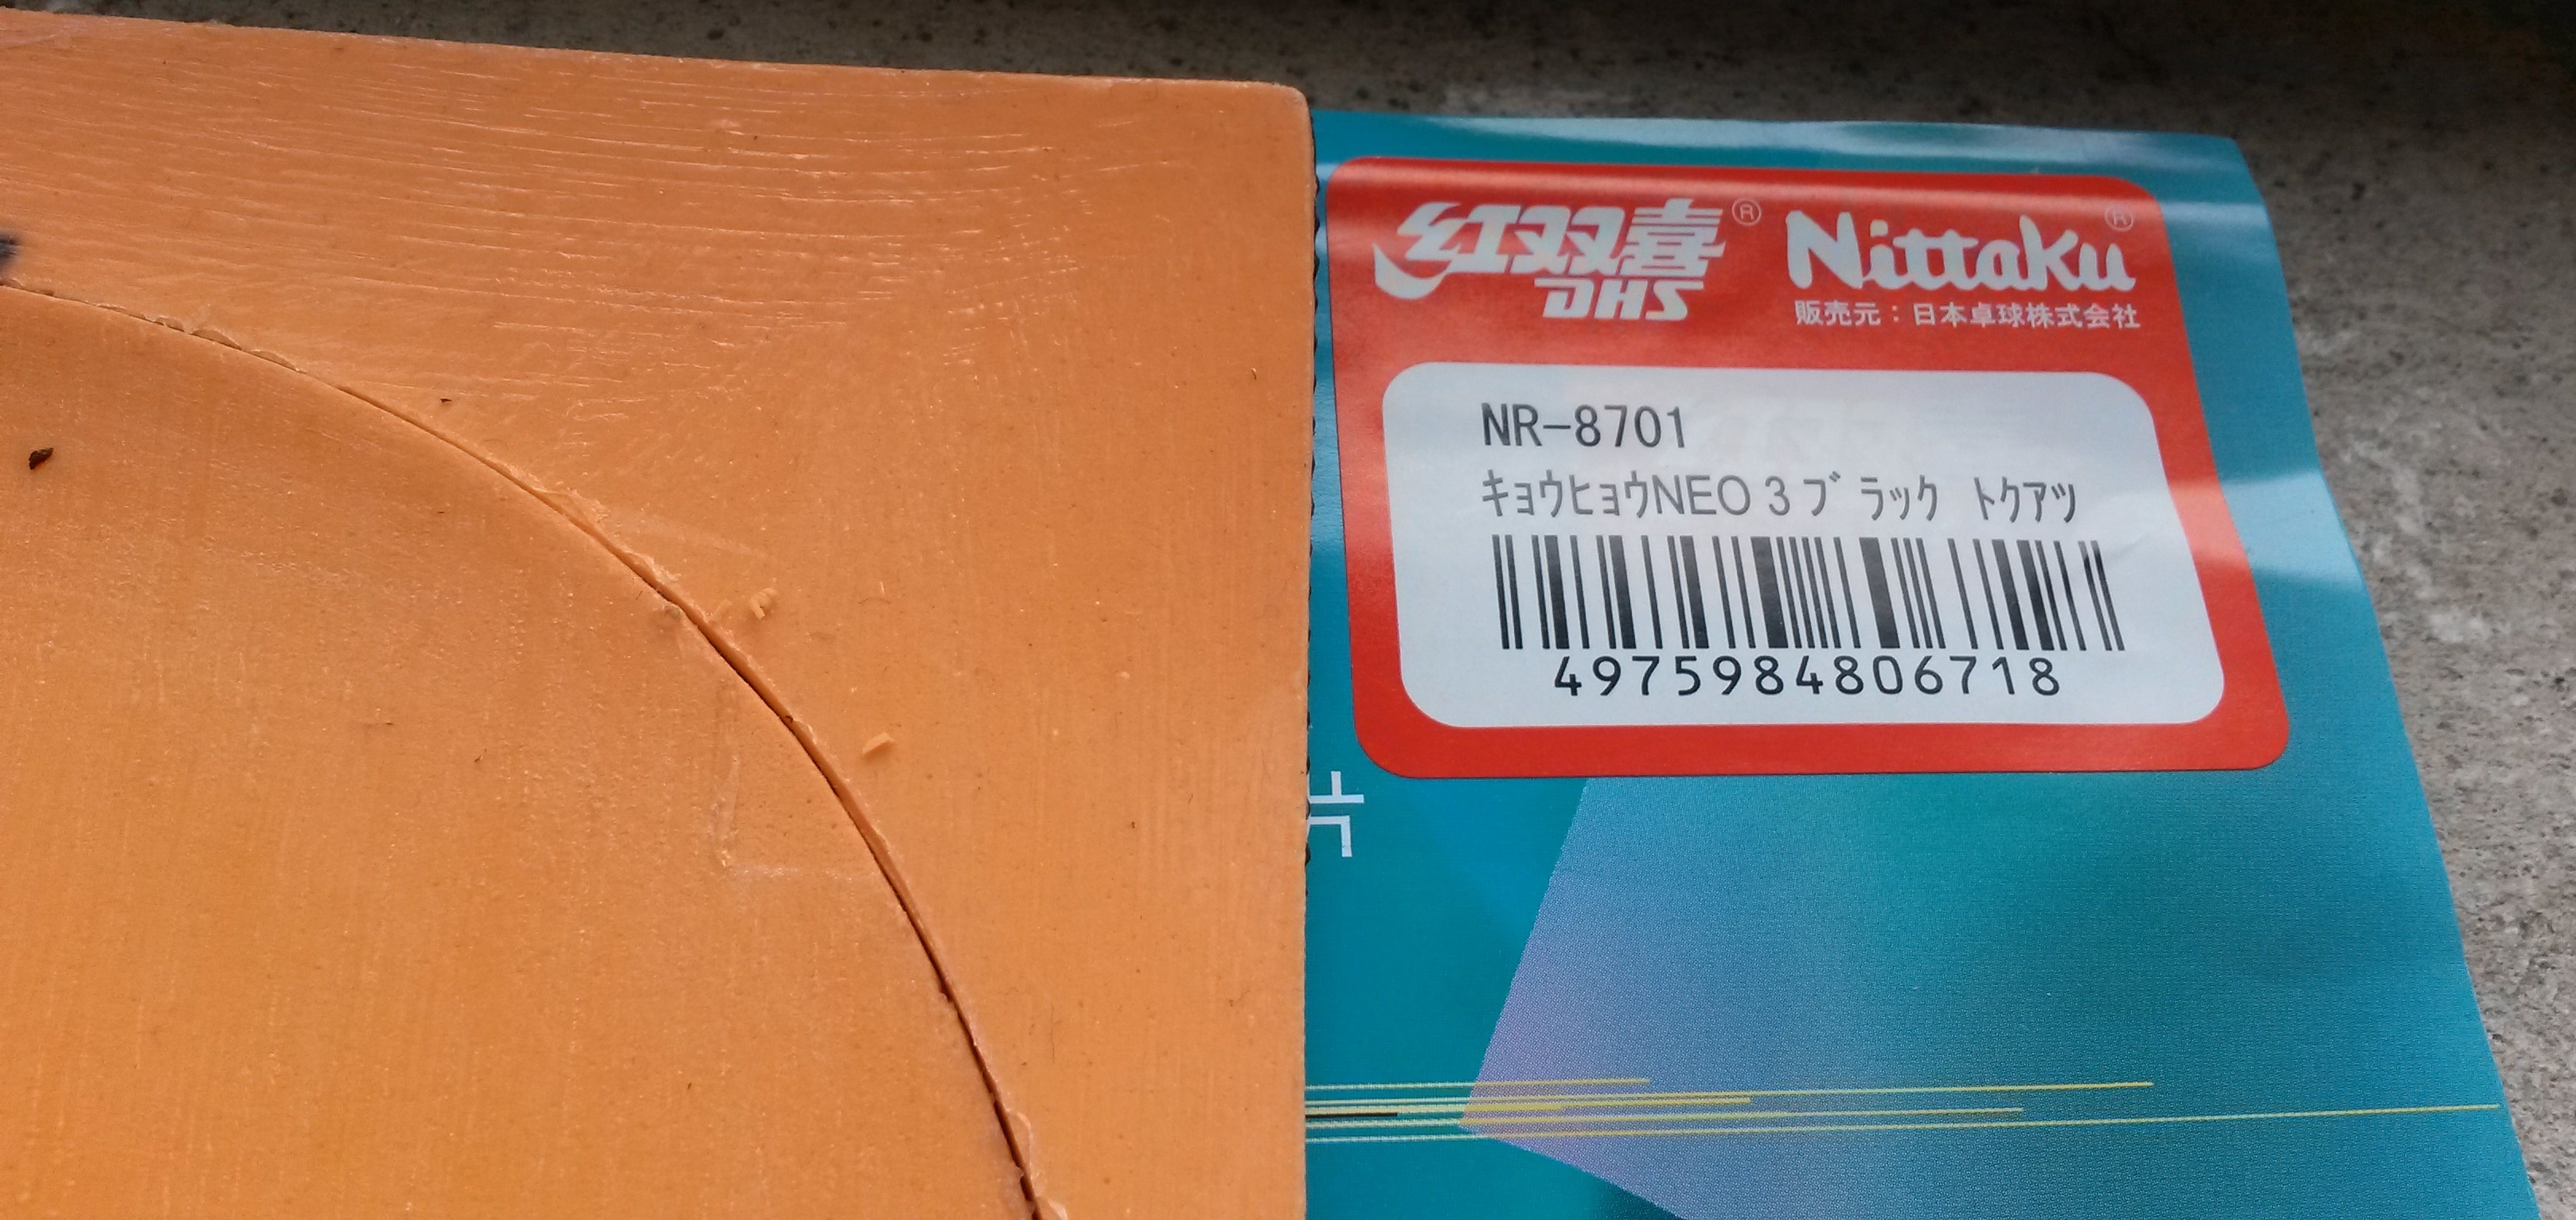 红双喜® Nittaku®
DHS
販売元：日本卓球株式会社
NR-8701
ｷｮｳﾋｮｳNEO３ﾌﾞﾗｯｸ ﾄｸｱﾂ
4975984806718